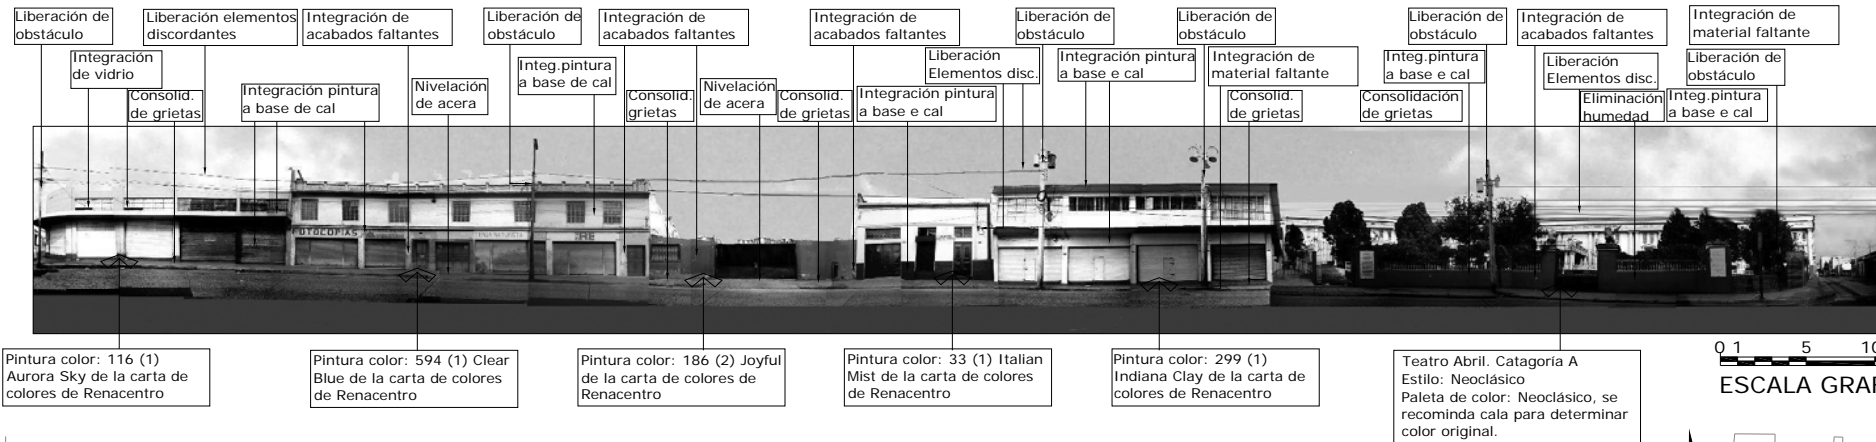 Liberación de
obstáculo
Liberación elementos
discordantes
Integración de
acabados faltantes
Liberación de
obstáculo
Integración de
acabados faltantes
Integración de
acabados faltantes
Liberación de
obstáculo
Liberación de
obstáculo
Liberación de
obstáculo
Integración de
acabados faltantes
Integración de
material faltante
Integración
de vidrio
Consolid.
de grietas
Integración pintura
a base de cal
Nivelación
de acera
Integ.pintura
a base de cal
Consolid.
grietas
Nivelación
de acera
Consolid.
de grietas
Integración pintura
a base e cal
Liberación
Elementos disc.
Integración pintura
a base e cal
Integración de
material faltante
Consolid.
de grietas
Integ.pintura
a base e cal
Consolidación
de grietas
Liberación
Elementos disc.
Eliminación
humedad
Liberación de
obstáculo
Integ.pintura
a base e cal
FOTOCOPIAS
Pintura color: 116 (1)
Aurora Sky de la carta de
colores de Renacentro
Pintura color: 594 (1) Clear
Blue de la carta de colores
de Renacentro
Pintura color: 186 (2) Joyful
de la carta de colores de
Renacentro
Pintura color: 33 (1) Italian
Mist de la carta de colores
de Renacentro
Pintura color: 299 (1)
Indiana Clay de la carta de
colores de Renacentro
Teatro Abril. Catagoría A
Estilo: Neoclásico
Paleta de color: Neoclásico, se
recominda cala para determinar
color original.
0 1 5 10
ESCALA GRAF